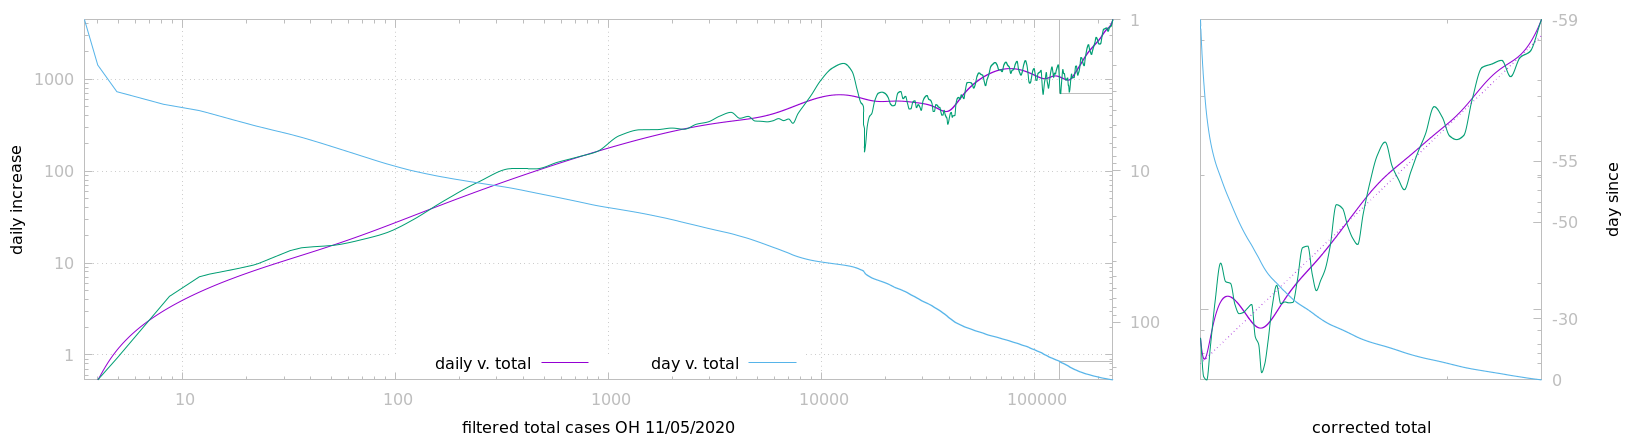 daily increase
1000
100
10
1
10
100
1000
10000
100000
filtered total cases OH 11/05/2020
daily v. total
day v. total
1
10
100
corrected total
-59
-55
-50
-30
0
day since